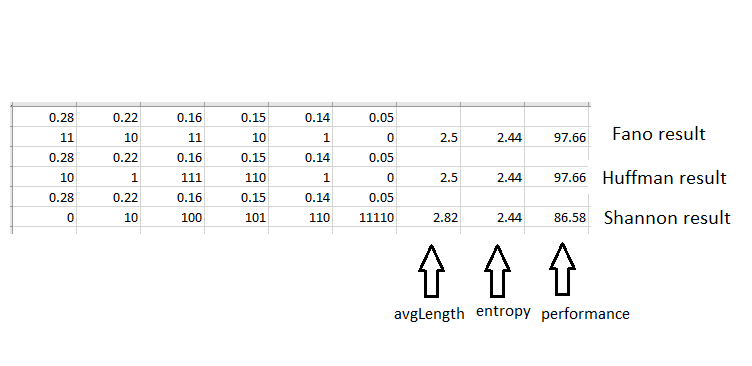 0.28 0.22 0.16 0.15 0.14 0.05
11 10 11 10 1 0 2.5 2.44 97.66 Fano result
0.28 0.22 0.16 0.15 0.14 0.05
10 1 111 110 1 0 2.5 2.44 97.66 Huffman result
0.28 0.22 0.16 0.15 0.14 0.05
0 10 100 101 110 11110 2.82 2.44 86.58 Shannon result
avgLength entropy performance